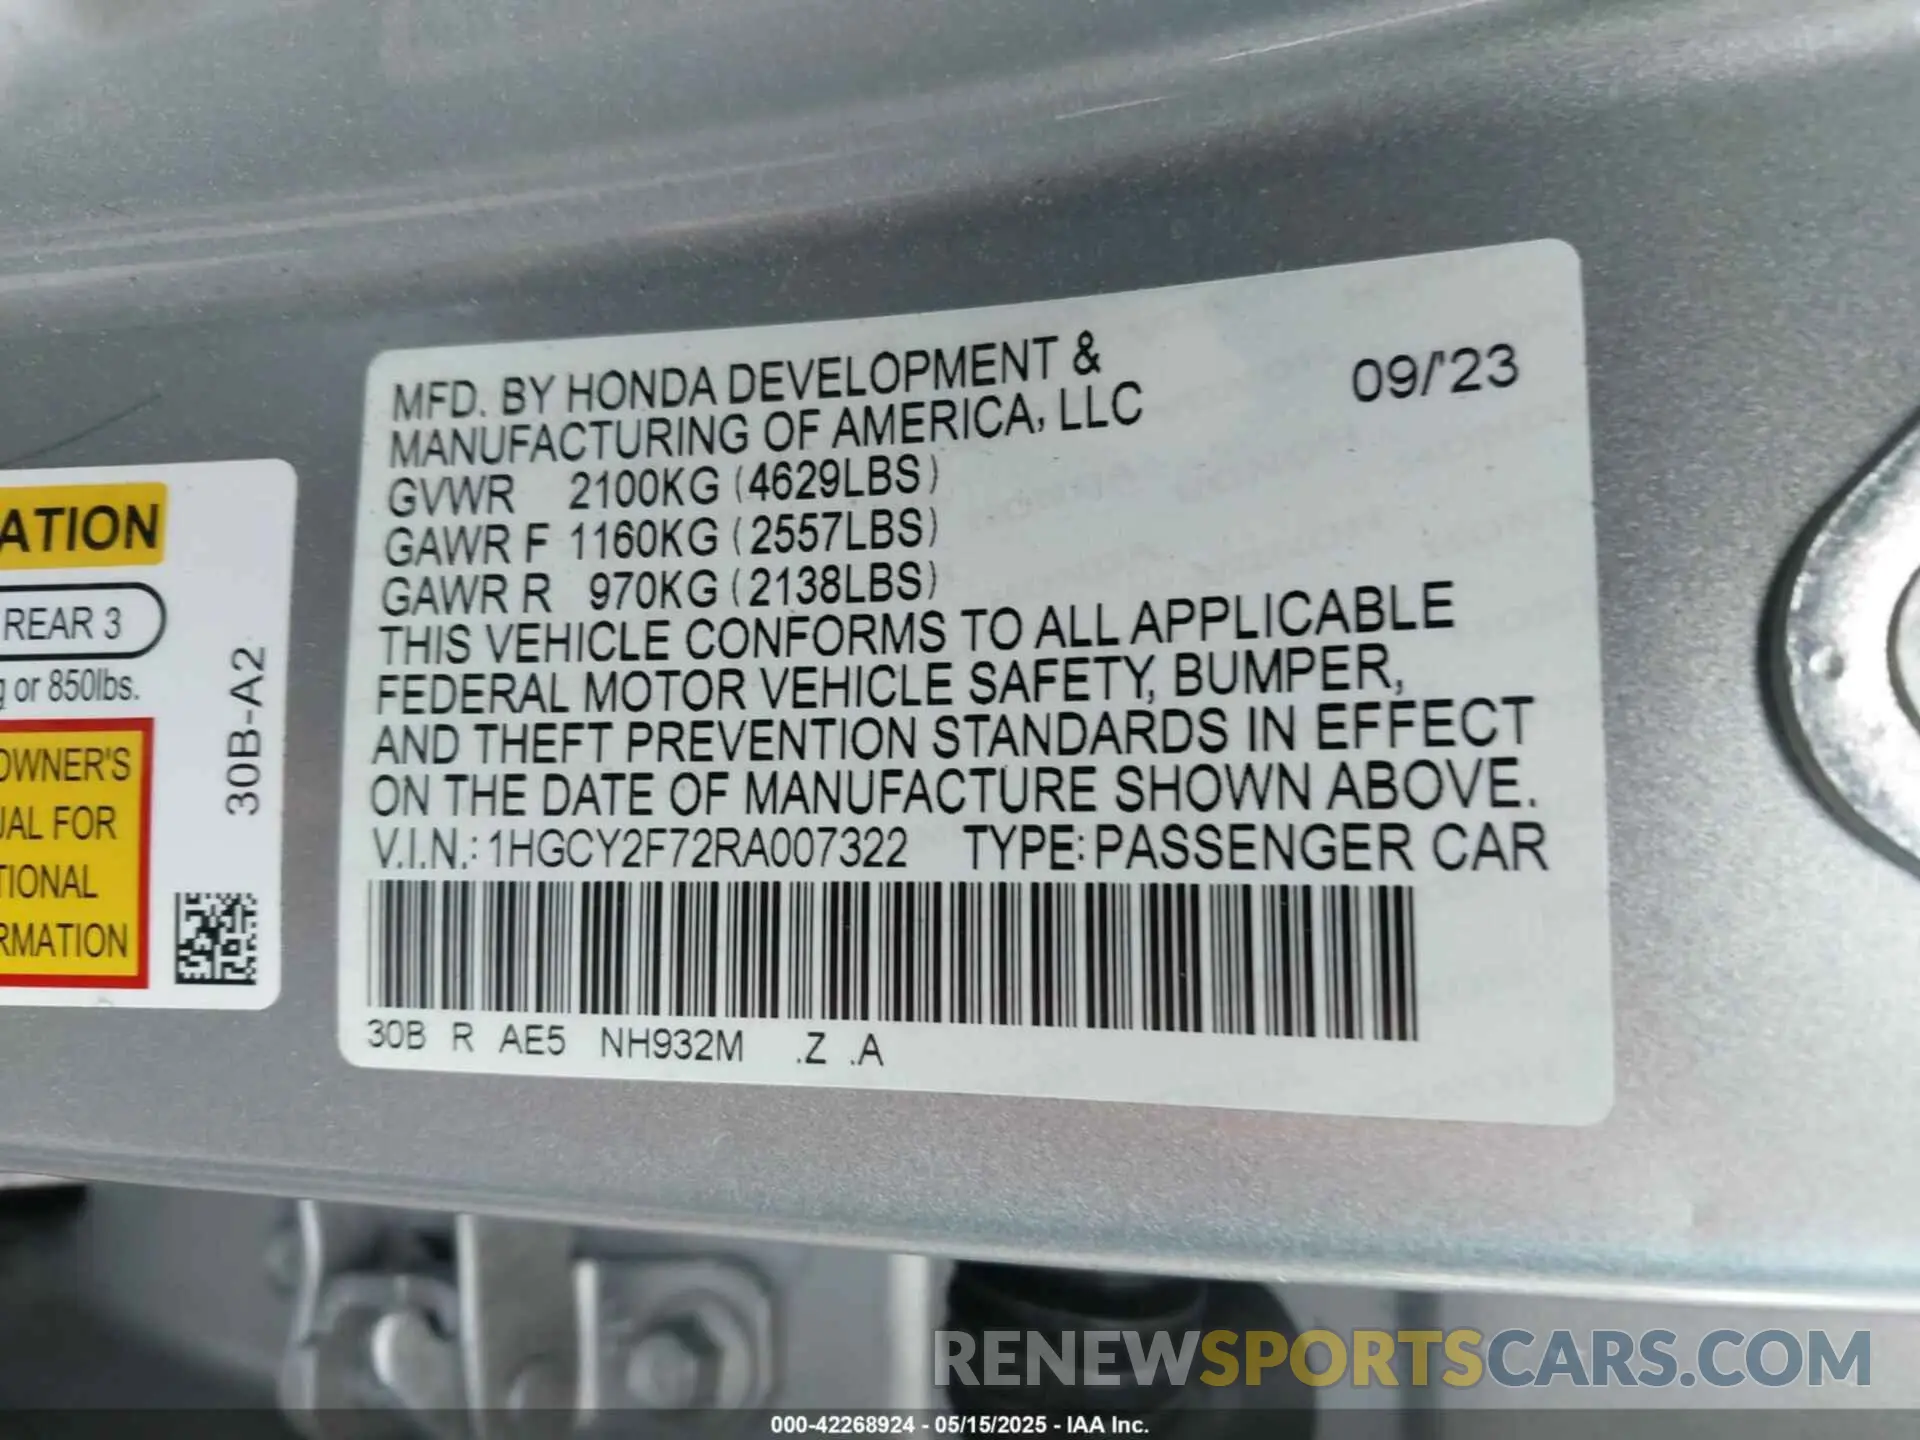 MFD. BY HONDA DEVELOPMENT & 09/'23
MANUFACTURING OF AMERICA, LLC
GVWR 2100KG (4629LBS)
GAWR F 1160KG (2557LBS)
GAWR R 970KG (2138LBS)
THIS VEHICLE CONFORMS TO ALL APPLICABLE
FEDERAL MOTOR VEHICLE SAFETY, BUMPER,
AND THEFT PREVENTION STANDARDS IN EFFECT
ON THE DATE OF MANUFACTURE SHOWN ABOVE.
V.I.N.: 1HGCY2F72RA007322 TYPE: PASSENGER CAR
30B R AE5 NH932M .Z .A
ATION
REAR 3
g or 850lbs.
OWNER'S
UAL FOR
TIONAL
RMATION
30B-A2
RENEWSPORTSCARS.COM
000-42268924 - 05/15/2025 - IAA Inc.